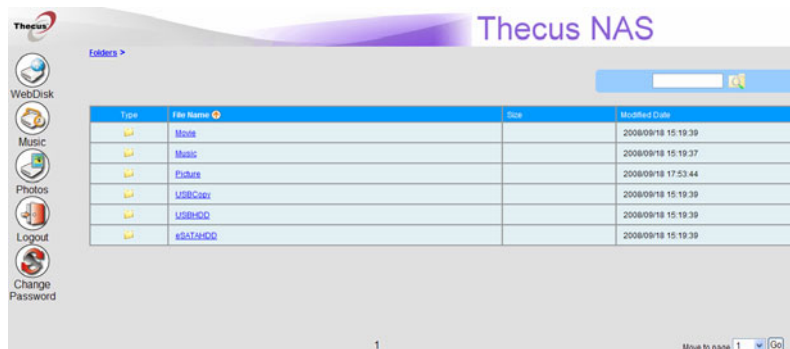 Thecus
Thecus NAS
Folders >
WebDisk
Music
Photos
Logout
Change
Password
Type File Name Size Modified Date
Movie 2008/09/18 15:19:39
Music 2008/09/18 15:19:37
Picture 2008/09/18 17:53:44
USBCopy 2008/09/18 15:19:39
USBHDD 2008/09/18 15:19:39
eSATAHDD 2008/09/18 15:19:39
1
Move to page 1 Go